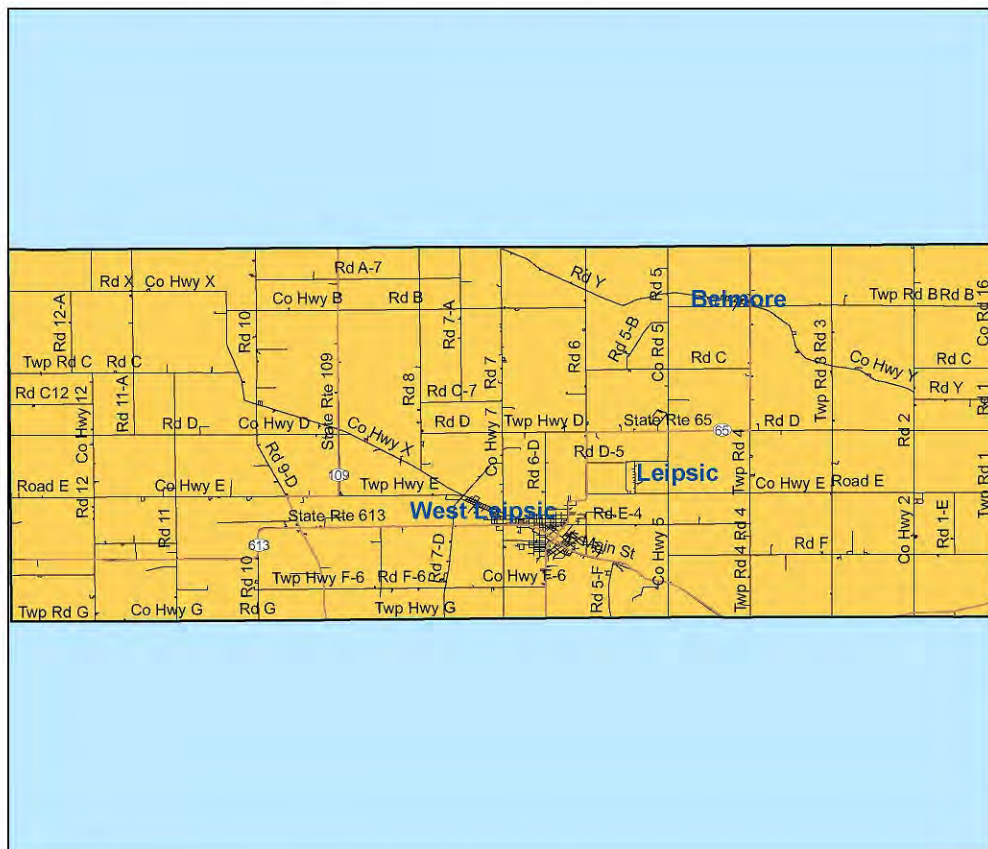 Rd A-7
Rd Y
Rd 5
Rd X
Co Hwy X
Co Hwy B
Rd B
Belmore
Twp Rd B
Rd B
Co Rd 16
Rd 12-A
Rd 10
Rd 7-A
Rd 5-B
Co Rd 5
Rd 3
Twp Rd 3
Twp Rd C
Rd C
State Rte 109
Rd 8
Rd 7
Rd 6
Rd C
Co Hwy Y
Rd C
Rd C12
Rd 11-A
Rd C-7
Rd Y
Rd 1
Co Hwy 12
Rd D
Co Hwy D
Co Hwy X
Rd D
Co Hwy 7
Twp Hwy D
State Rte 65
65
Rd D
Rd 2
Rd 9-D
109
Rd 6-D
Rd D-5
Leipsic
Twp Rd 4
Twp Rd 1
Road E
Rd 12
Co Hwy E
Twp Hwy E
Co Hwy E
Road E
Rd 11
State Rte 613
West Leipsic
Rd E-4
Rd 4
Co Hwy 2
Rd 1-E
613
E Main St
Co Hwy 5
Rd F
Rd 10
Twp Hwy F-6
Rd F-6
Rd 7-D
Co Hwy F-6
Rd 5-F
Twp Rd 4
Twp Rd G
Co Hwy G
Rd G
Twp Hwy G